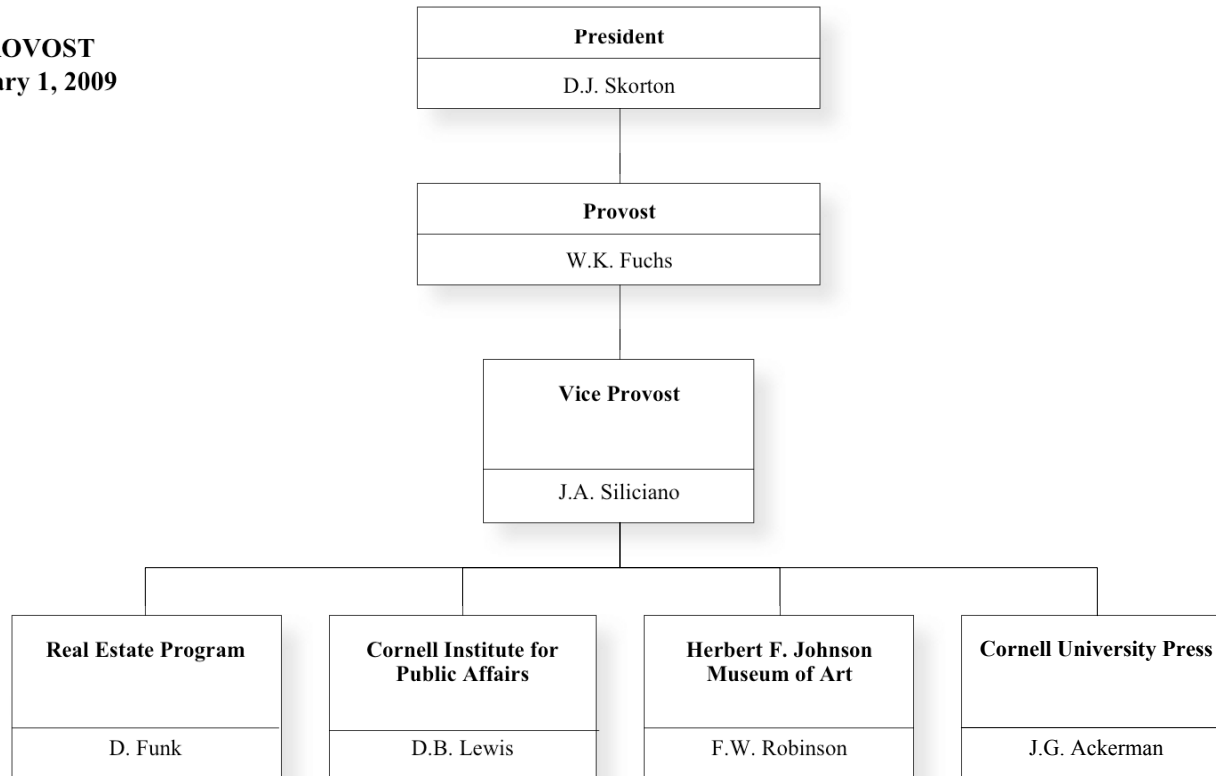 President
OVOST
ary 1, 2009
D.J. Skorton
Provost
W.K. Fuchs
Vice Provost
J.A. Siliciano
Real Estate Program
D. Funk
Cornell Institute for
Public Affairs
D.B. Lewis
Herbert F. Johnson
Museum of Art
F.W. Robinson
Cornell University Press
J.G. Ackerman